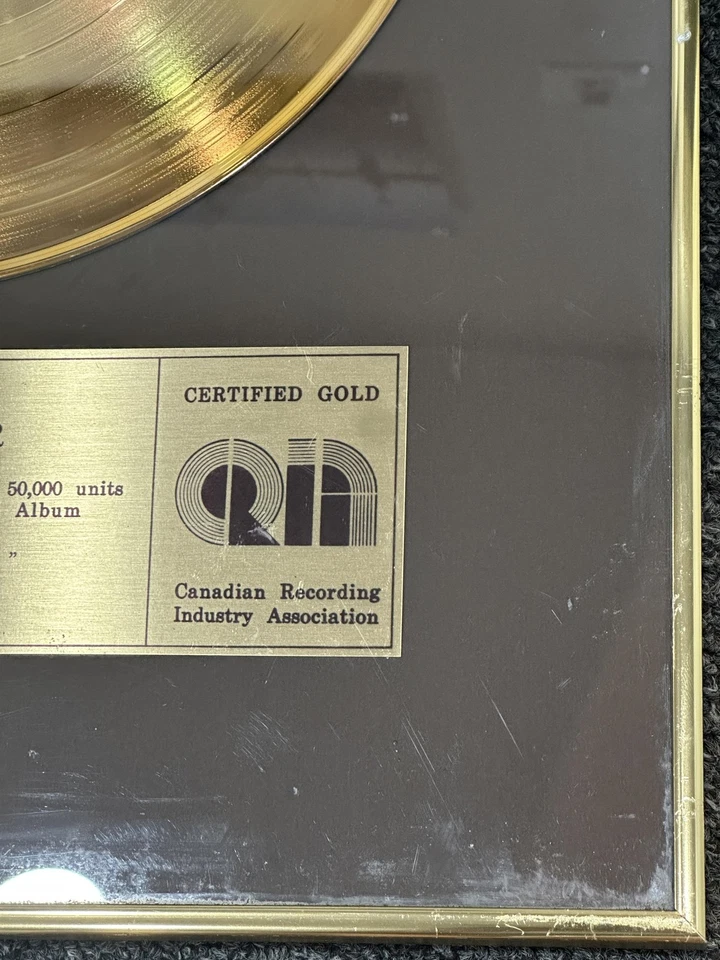 CERTIFIED GOLD
50,000 units
Album
”
Canadian Recording
Industry Association